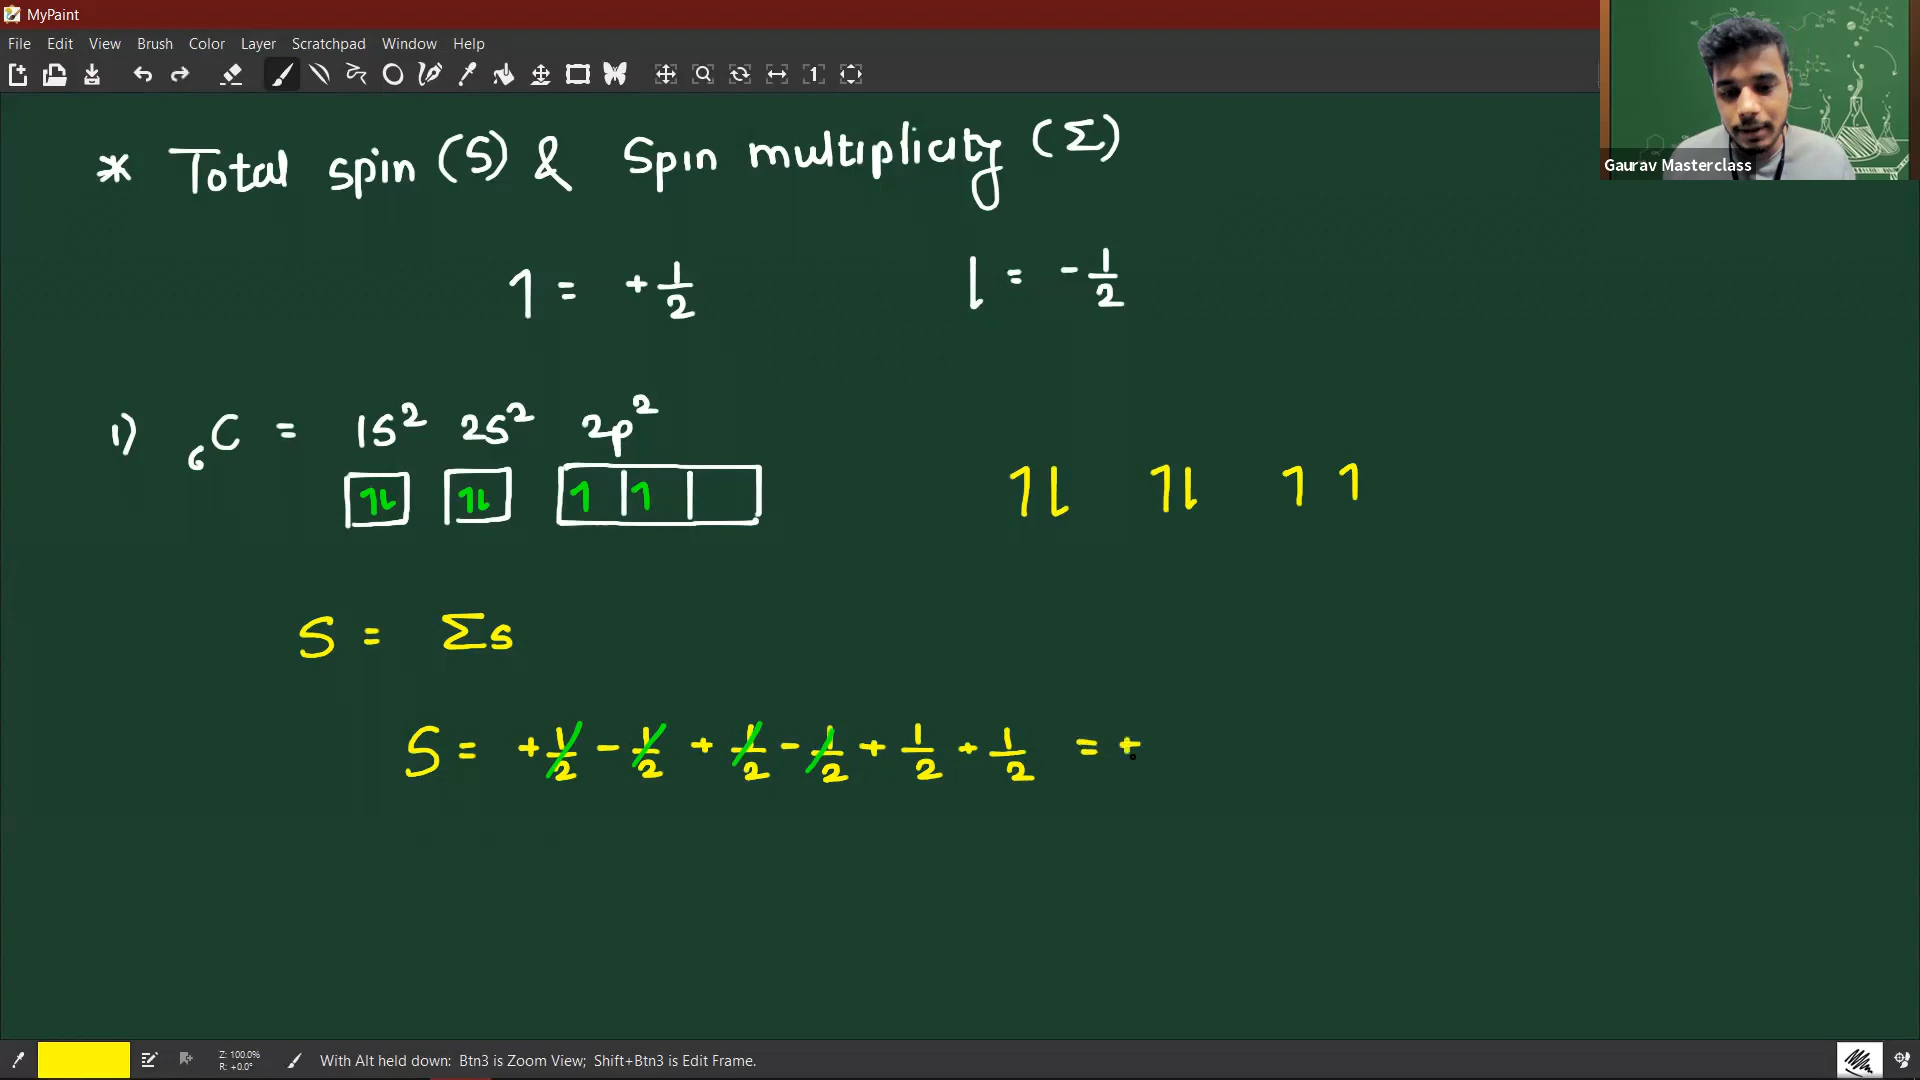 MyPaint
File Edit View Brush Color Layer Scratchpad Window Help
Gaurav Masterclass
* Total spin (S) & Spin multiplicity (Σ)
↿ = +1/2 ⇂ = -1/2
1) ₆C = 1s² 2s² 2p²
↿⇂ ↿⇂ ↿ ↿ ↿⇂ ↿⇂ ↿ ↿
S = Σs
S = +1/2 - 1/2 + 1/2 - 1/2 + 1/2 + 1/2 = +
Z: 100.0%
R: +0.0°
With Alt held down: Btn3 is Zoom View; Shift+Btn3 is Edit Frame.